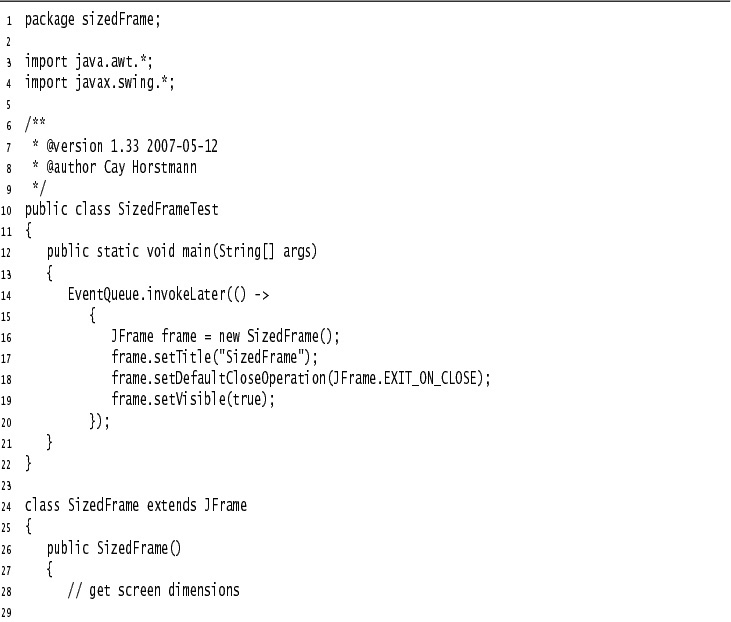 1 package sizedFrame;
2
3 import java.awt.*;
4 import javax.swing.*;
5
6 /**
7  * @version 1.33 2007-05-12
8  * @author Cay Horstmann
9  */
10 public class SizedFrameTest
11 {
12    public static void main(String[] args)
13    {
14       EventQueue.invokeLater(() ->
15          {
16             JFrame frame = new SizedFrame();
17             frame.setTitle("SizedFrame");
18             frame.setDefaultCloseOperation(JFrame.EXIT_ON_CLOSE);
19             frame.setVisible(true);
20          });
21    }
22 }
23
24 class SizedFrame extends JFrame
25 {
26    public SizedFrame()
27    {
28       // get screen dimensions
29